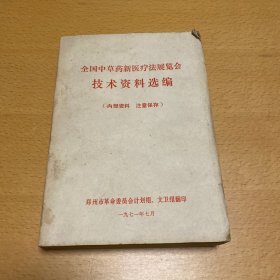 全国中草药新医疗法展览会
技术资料选编
（内部资料　注意保存）
郑州市革命委员会计划组、文卫组翻印
一九七一年七月